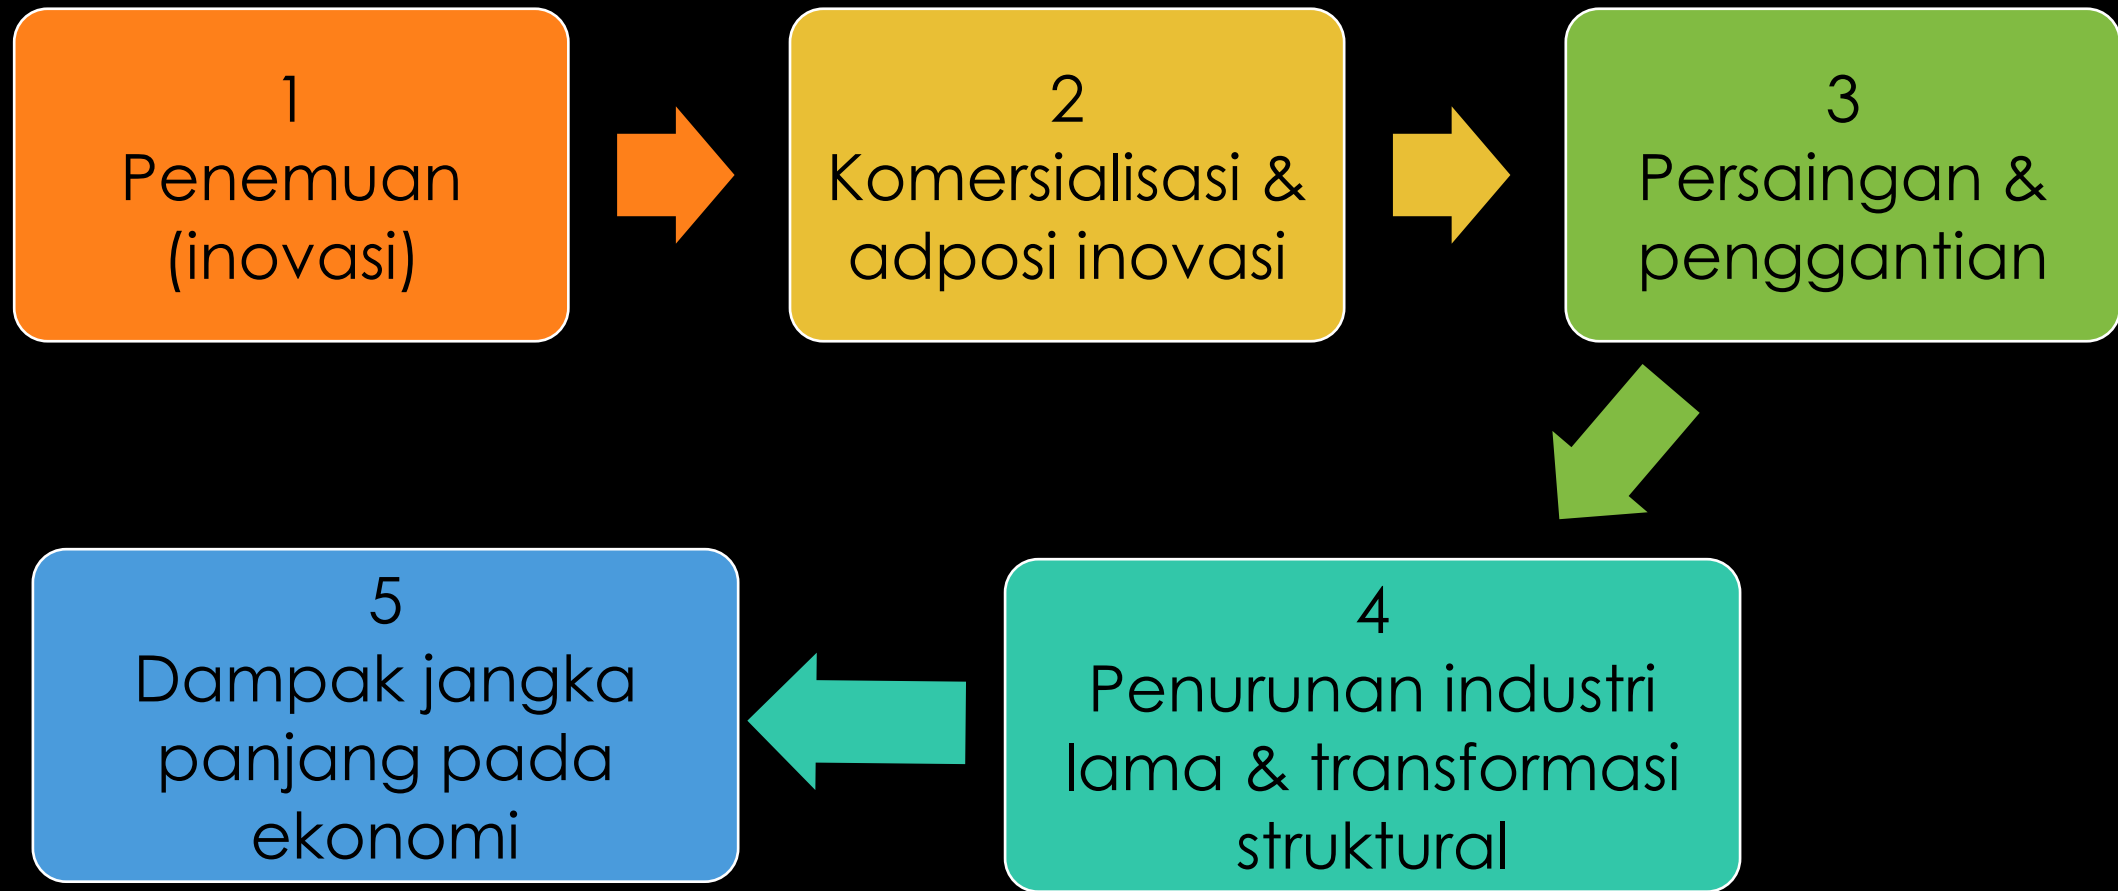 1
Penemuan
(inovasi)
2
Komersialisasi &
adposi inovasi
3
Persaingan &
penggantian
4
Penurunan industri
lama & transformasi
struktural
5
Dampak jangka
panjang pada
ekonomi